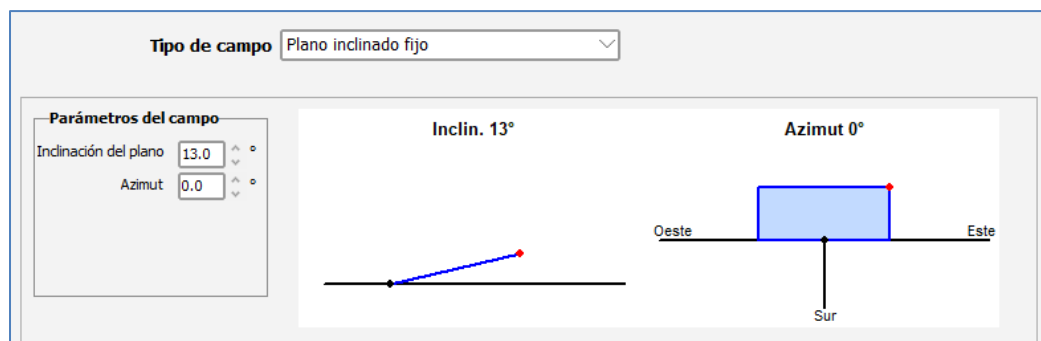 Tipo de campo Plano inclinado fijo
Parámetros del campo
Inclinación del plano 13.0 °
Azimut 0.0 °
Inclin. 13°
Azimut 0°
Oeste
Este
Sur